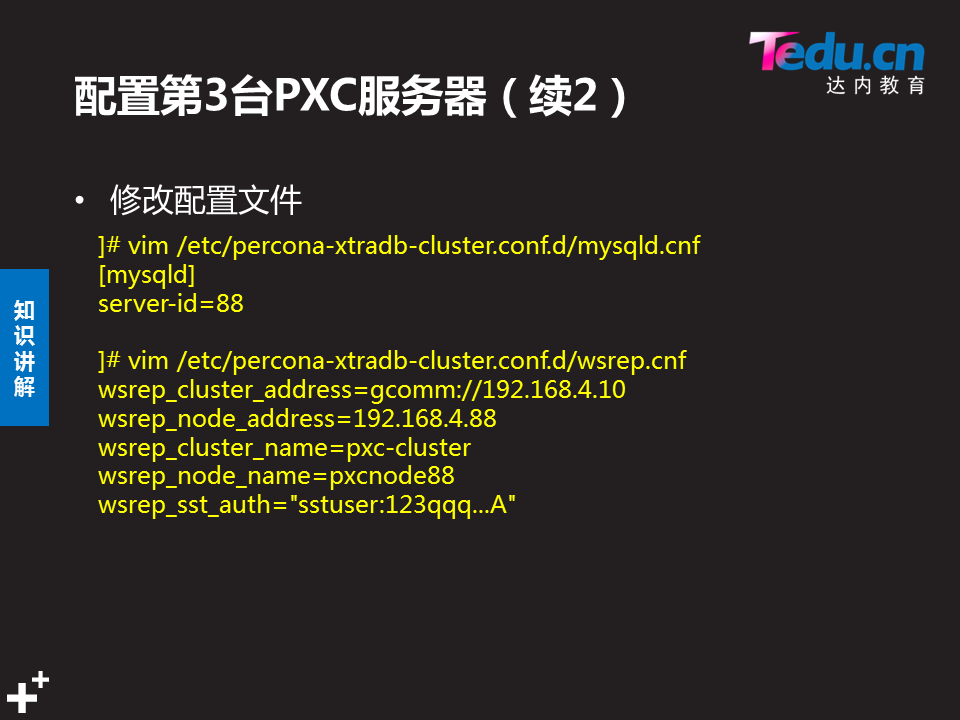 Tedu.cn
达内教育
配置第3台PXC服务器（续2）
• 修改配置文件
]# vim /etc/percona-xtradb-cluster.conf.d/mysqld.cnf
[mysqld]
server-id=88
]# vim /etc/percona-xtradb-cluster.conf.d/wsrep.cnf
wsrep_cluster_address=gcomm://192.168.4.10
wsrep_node_address=192.168.4.88
wsrep_cluster_name=pxc-cluster
wsrep_node_name=pxcnode88
wsrep_sst_auth="sstuser:123qqq...A"
知识讲解